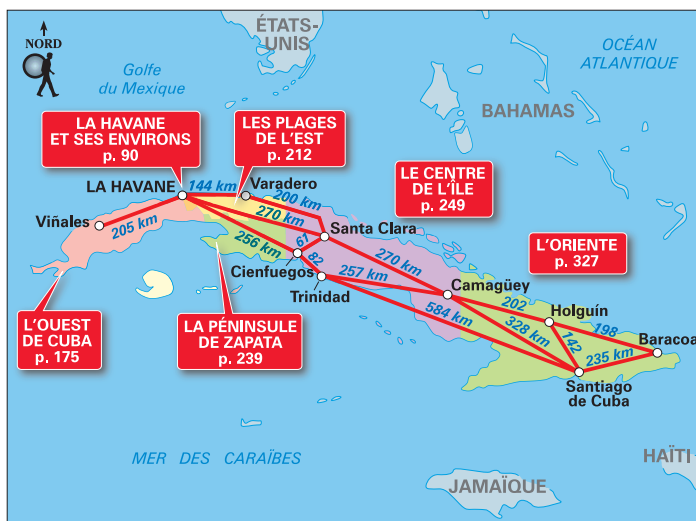 NORD
ÉTATS-
UNIS
OCÉAN
ATLANTIQUE
Golfe
du Mexique
BAHAMAS
LA HAVANE
ET SES ENVIRONS
p. 90
LES PLAGES
DE L'EST
p. 212
LE CENTRE
DE L'ÎLE
p. 249
L'ORIENTE
p. 327
LA HAVANE
144 km
Varadero
200 km
Viñales
205 km
270 km
Santa Clara
256 km
61
Cienfuegos
82
Trinidad
257 km
270 km
Camagüey
202
Holguín
198
Baracoa
584 km
328 km
142
235 km
Santiago
de Cuba
L'OUEST
DE CUBA
p. 175
LA PÉNINSULE
DE ZAPATA
p. 239
MER DES CARAÏBES
JAMAÏQUE
HAÏTI